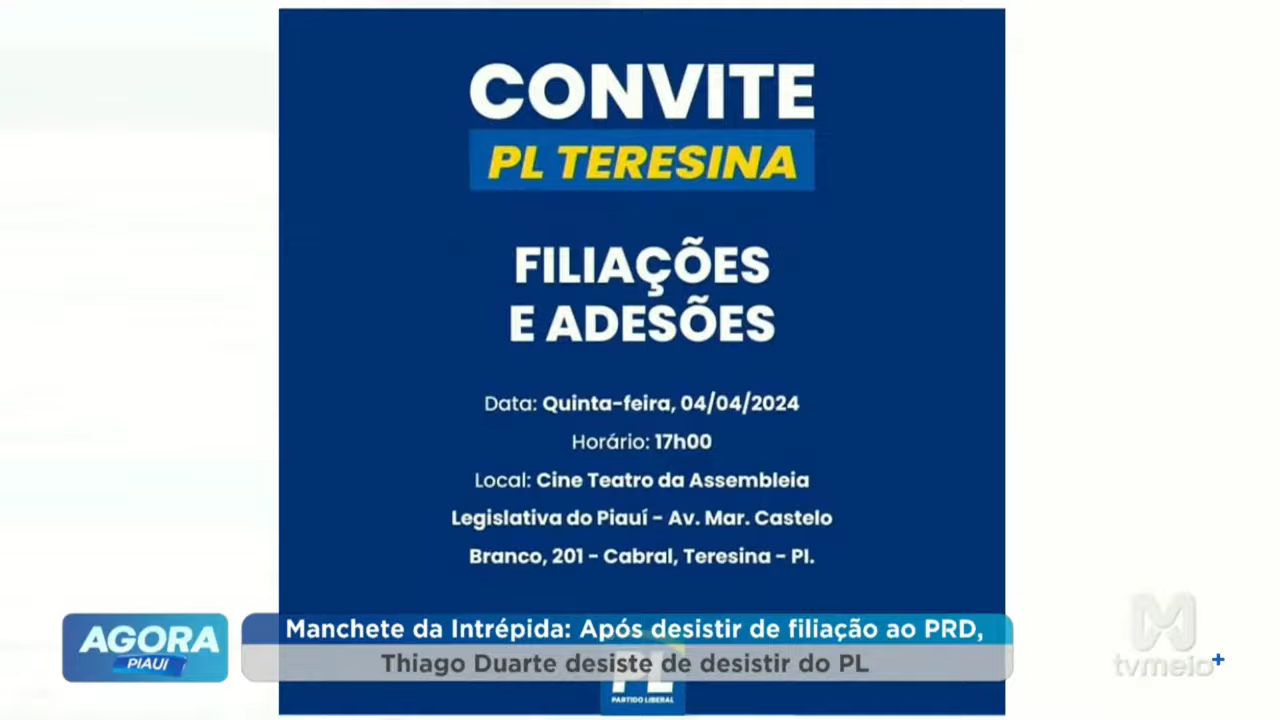 CONVITE
PL TERESINA
FILIAÇÕES
E ADESÕES
Data: Quinta-feira, 04/04/2024
Horário: 17h00
Local: Cine Teatro da Assembleia
Legislativa do Piauí - Av. Mar. Castelo
Branco, 201 - Cabral, Teresina - PI.
AGORA
PIAUÍ
Manchete da Intrépida: Após desistir de filiação ao PRD,
Thiago Duarte desiste de desistir do PL
PL
PARTIDO LIBERAL
M
tvmeio+